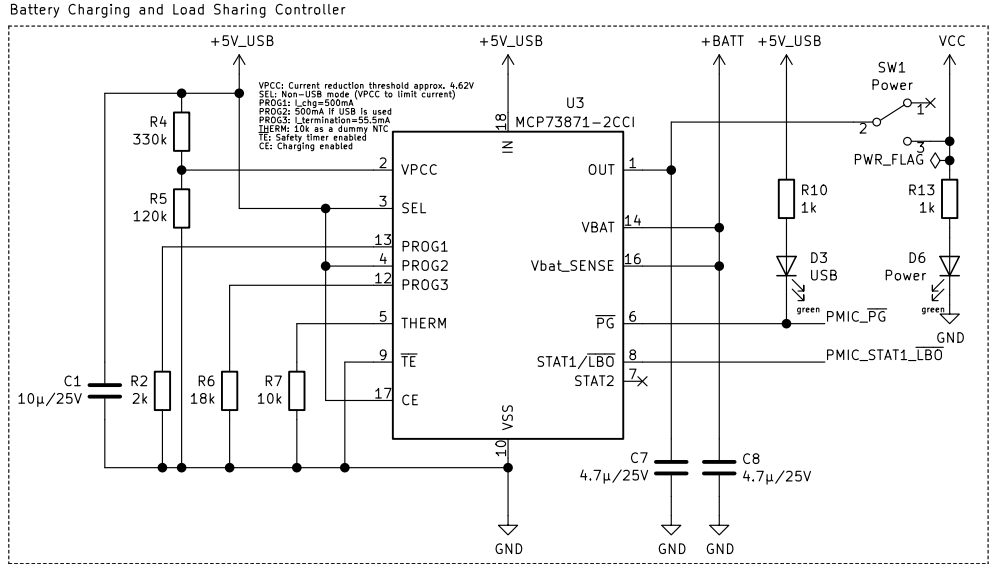 Battery Charging and Load Sharing Controller
+5V_USB
+5V_USB
+BATT
+5V_USB
VCC
VPCC: Current reduction threshold approx. 4.62V
SEL: Non-USB mode (VPCC to limit current)
PROG1: I_chg=500mA
PROG2: 500mA if USB is used
PROG3: I_termination=55.5mA
THERM: 10k as a dummy NTC
TE: Safety timer enabled
CE: Charging enabled
SW1
Power
1
2
3
U3
MCP73871-2CCI
R4
330k
R5
120k
18
IN
2
VPCC
OUT
1
PWR_FLAG
3
SEL
R10
1k
R13
1k
VBAT
14
13
PROG1
4
PROG2
Vbat_SENSE
16
12
PROG3
D3
USB
green
D6
Power
green
5
THERM
PG
6
PMIC_PG
GND
9
TE
STAT1/LBO
8
PMIC_STAT1_LBO
STAT2
7
C1
10µ/25V
R2
2k
R6
18k
R7
10k
17
CE
VSS
10
C7
4.7µ/25V
C8
4.7µ/25V
GND
GND
GND